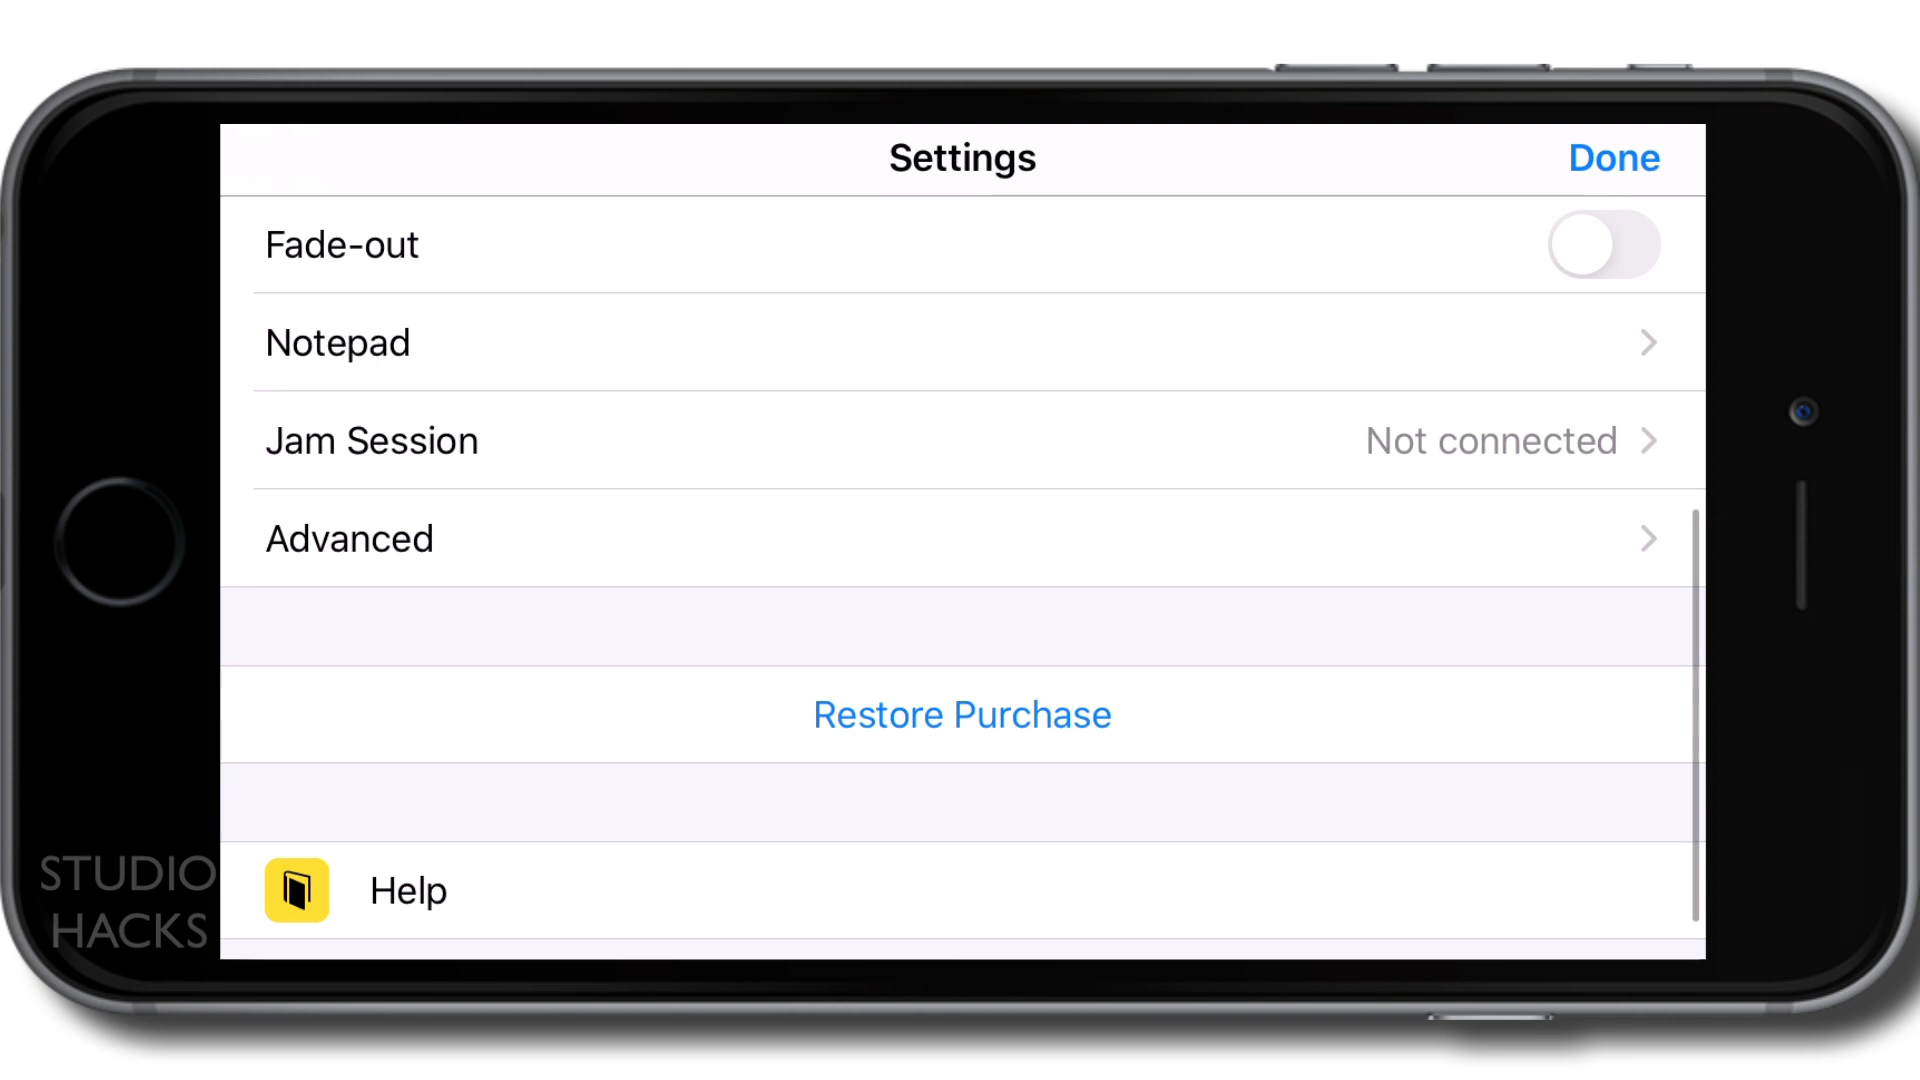 Settings
Done
Fade-out
Notepad
Jam Session
Not connected
Advanced
Restore Purchase
Help
STUDIO
HACKS